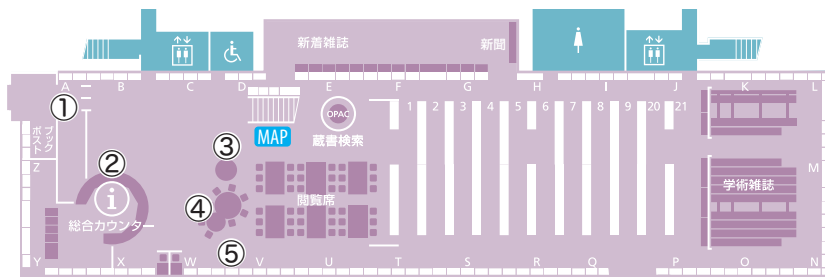 新着雑誌
新聞
A
B
C
D
E
F
G
H
I
J
K
L
①
OPAC
1
2
3
4
5
6
7
8
9
20
21
MAP
蔵書検索
ブック
ポスト
②
③
Z
M
学術雑誌
閲覧席
④
総合カウンター
⑤
Y
X
W
V
U
T
S
R
Q
P
O
N